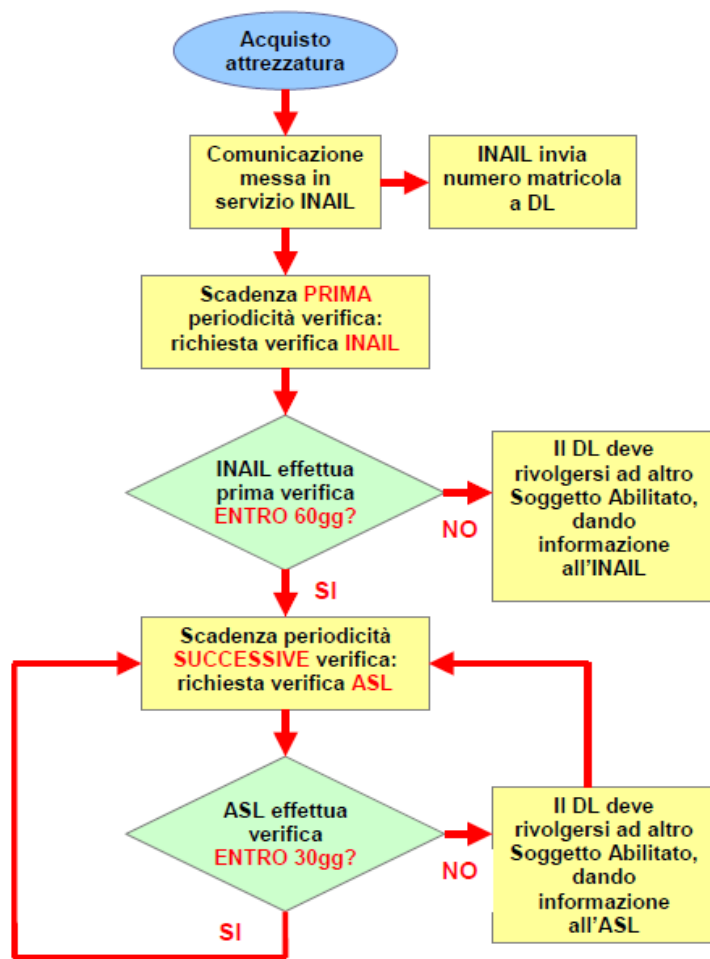 Acquisto
attrezzatura
Comunicazione
messa in
servizio INAIL
INAIL invia
numero matricola
a DL
Scadenza PRIMA
periodicità verifica:
richiesta verifica INAIL
INAIL effettua
prima verifica
ENTRO 60gg?
NO
Il DL deve
rivolgersi ad altro
Soggetto Abilitato,
dando
informazione
all'INAIL
SI
Scadenza periodicità
SUCCESSIVE verifica:
richiesta verifica ASL
ASL effettua
verifica
ENTRO 30gg?
NO
Il DL deve
rivolgersi ad altro
Soggetto Abilitato,
dando
informazione
all'ASL
SI